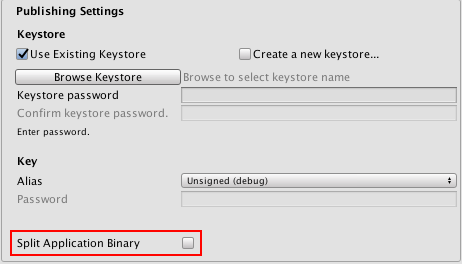 Publishing Settings
Keystore
Use Existing Keystore Create a new keystore...
Browse Keystore Browse to select keystore name
Keystore password
Confirm keystore password.
Enter password.
Key
Alias Unsigned (debug)
Password
Split Application Binary